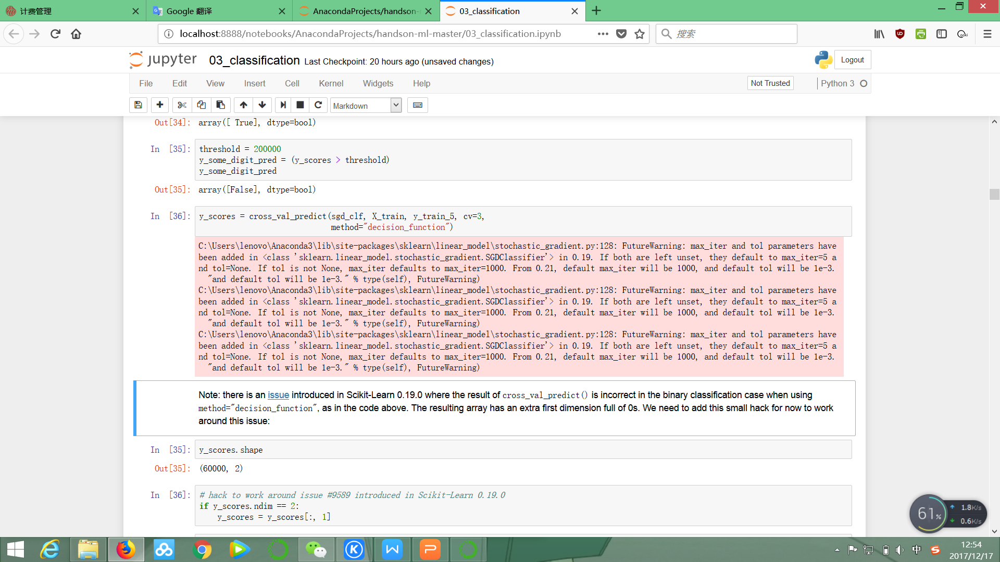 计费管理
Google 翻译
AnacondaProjects/handson-
03_classification
localhost:8888/notebooks/AnacondaProjects/handson-ml-master/03_classification.ipynb
搜索
jupyter 03_classification Last Checkpoint: 20 hours ago (unsaved changes)
Logout
File Edit View Insert Cell Kernel Widgets Help
Not Trusted
Python 3
Markdown
Out[34]: array([ True], dtype=bool)
In [35]: threshold = 200000
y_some_digit_pred = (y_scores > threshold)
y_some_digit_pred
Out[35]: array([False], dtype=bool)
In [36]: y_scores = cross_val_predict(sgd_clf, X_train, y_train_5, cv=3,
method="decision_function")
C:\Users\lenovo\Anaconda3\lib\site-packages\sklearn\linear_model\stochastic_gradient.py:128: FutureWarning: max_iter and tol parameters have
been added in <class 'sklearn.linear_model.stochastic_gradient.SGDClassifier'> in 0.19. If both are left unset, they default to max_iter=5 a
nd tol=None. If tol is not None, max_iter defaults to max_iter=1000. From 0.21, default max_iter will be 1000, and default tol will be 1e-3.
"and default tol will be 1e-3." % type(self), FutureWarning)
C:\Users\lenovo\Anaconda3\lib\site-packages\sklearn\linear_model\stochastic_gradient.py:128: FutureWarning: max_iter and tol parameters have
been added in <class 'sklearn.linear_model.stochastic_gradient.SGDClassifier'> in 0.19. If both are left unset, they default to max_iter=5 a
nd tol=None. If tol is not None, max_iter defaults to max_iter=1000. From 0.21, default max_iter will be 1000, and default tol will be 1e-3.
"and default tol will be 1e-3." % type(self), FutureWarning)
C:\Users\lenovo\Anaconda3\lib\site-packages\sklearn\linear_model\stochastic_gradient.py:128: FutureWarning: max_iter and tol parameters have
been added in <class 'sklearn.linear_model.stochastic_gradient.SGDClassifier'> in 0.19. If both are left unset, they default to max_iter=5 a
nd tol=None. If tol is not None, max_iter defaults to max_iter=1000. From 0.21, default max_iter will be 1000, and default tol will be 1e-3.
"and default tol will be 1e-3." % type(self), FutureWarning)
Note: there is an issue introduced in Scikit-Learn 0.19.0 where the result of cross_val_predict() is incorrect in the binary classification case when using
method="decision_function", as in the code above. The resulting array has an extra first dimension full of 0s. We need to add this small hack for now to work
around this issue:
In [35]: y_scores.shape
Out[35]: (60000, 2)
In [36]: # hack to work around issue #9589 introduced in Scikit-Learn 0.19.0
if y_scores.ndim == 2:
y_scores = y_scores[:, 1]
61%
1.8K/s
0.6K/s
中
12:54
2017/12/17